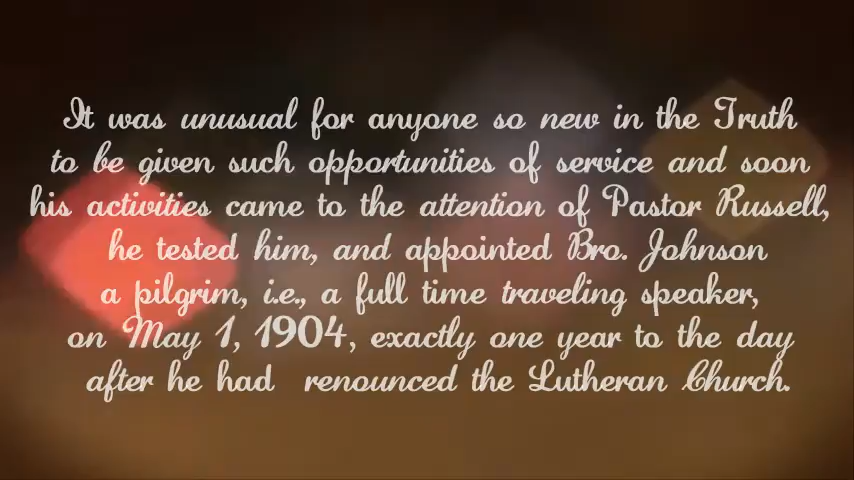 It was unusual for anyone so new in the Truth
to be given such opportunities of service and soon
his activities came to the attention of Pastor Russell,
he tested him, and appointed Bro. Johnson
a pilgrim, i.e., a full time traveling speaker,
on May 1, 1904, exactly one year to the day
after he had renounced the Lutheran Church.